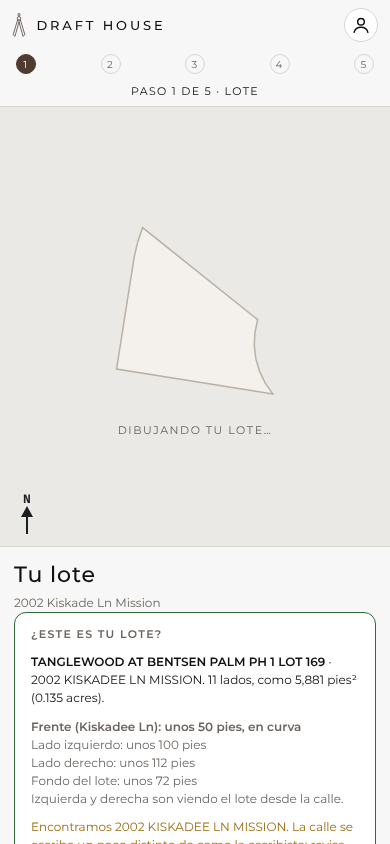 DRAFT HOUSE
1 2 3 4 5
PASO 1 DE 5 · LOTE
DIBUJANDO TU LOTE…
N
Tu lote
2002 Kiskade Ln Mission
¿ESTE ES TU LOTE?
TANGLEWOOD AT BENTSEN PALM PH 1 LOT 169 ·
2002 KISKADEE LN MISSION. 11 lados, como 5,881 pies²
(0.135 acres).
Frente (Kiskadee Ln): unos 50 pies, en curva
Lado izquierdo: unos 100 pies
Lado derecho: unos 112 pies
Fondo del lote: unos 72 pies
Izquierda y derecha son viendo el lote desde la calle.
Encontramos 2002 KISKADEE LN MISSION. La calle se